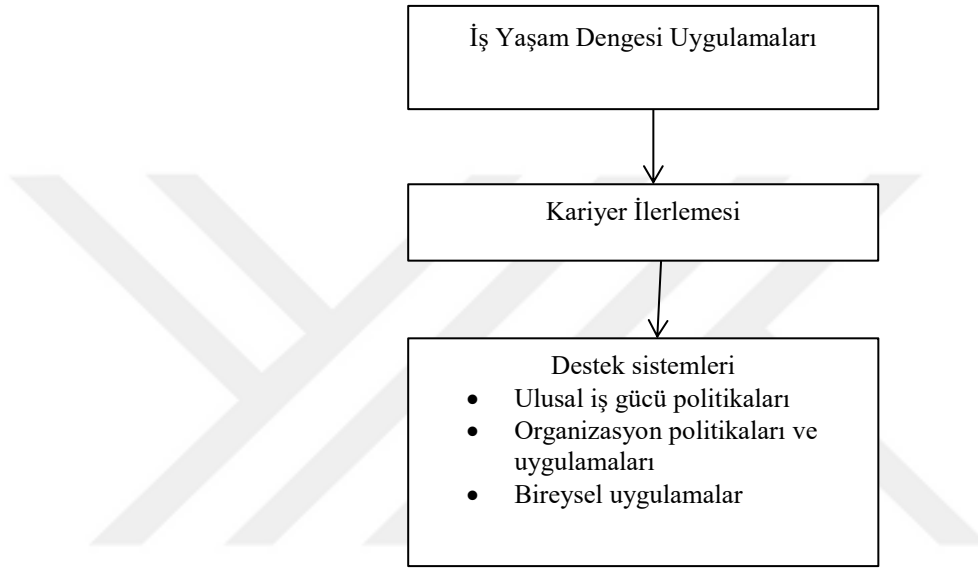 İş Yaşam Dengesi Uygulamaları
Kariyer İlerlemesi
Destek sistemleri
• Ulusal iş gücü politikaları
• Organizasyon politikaları ve
uygulamaları
• Bireysel uygulamalar